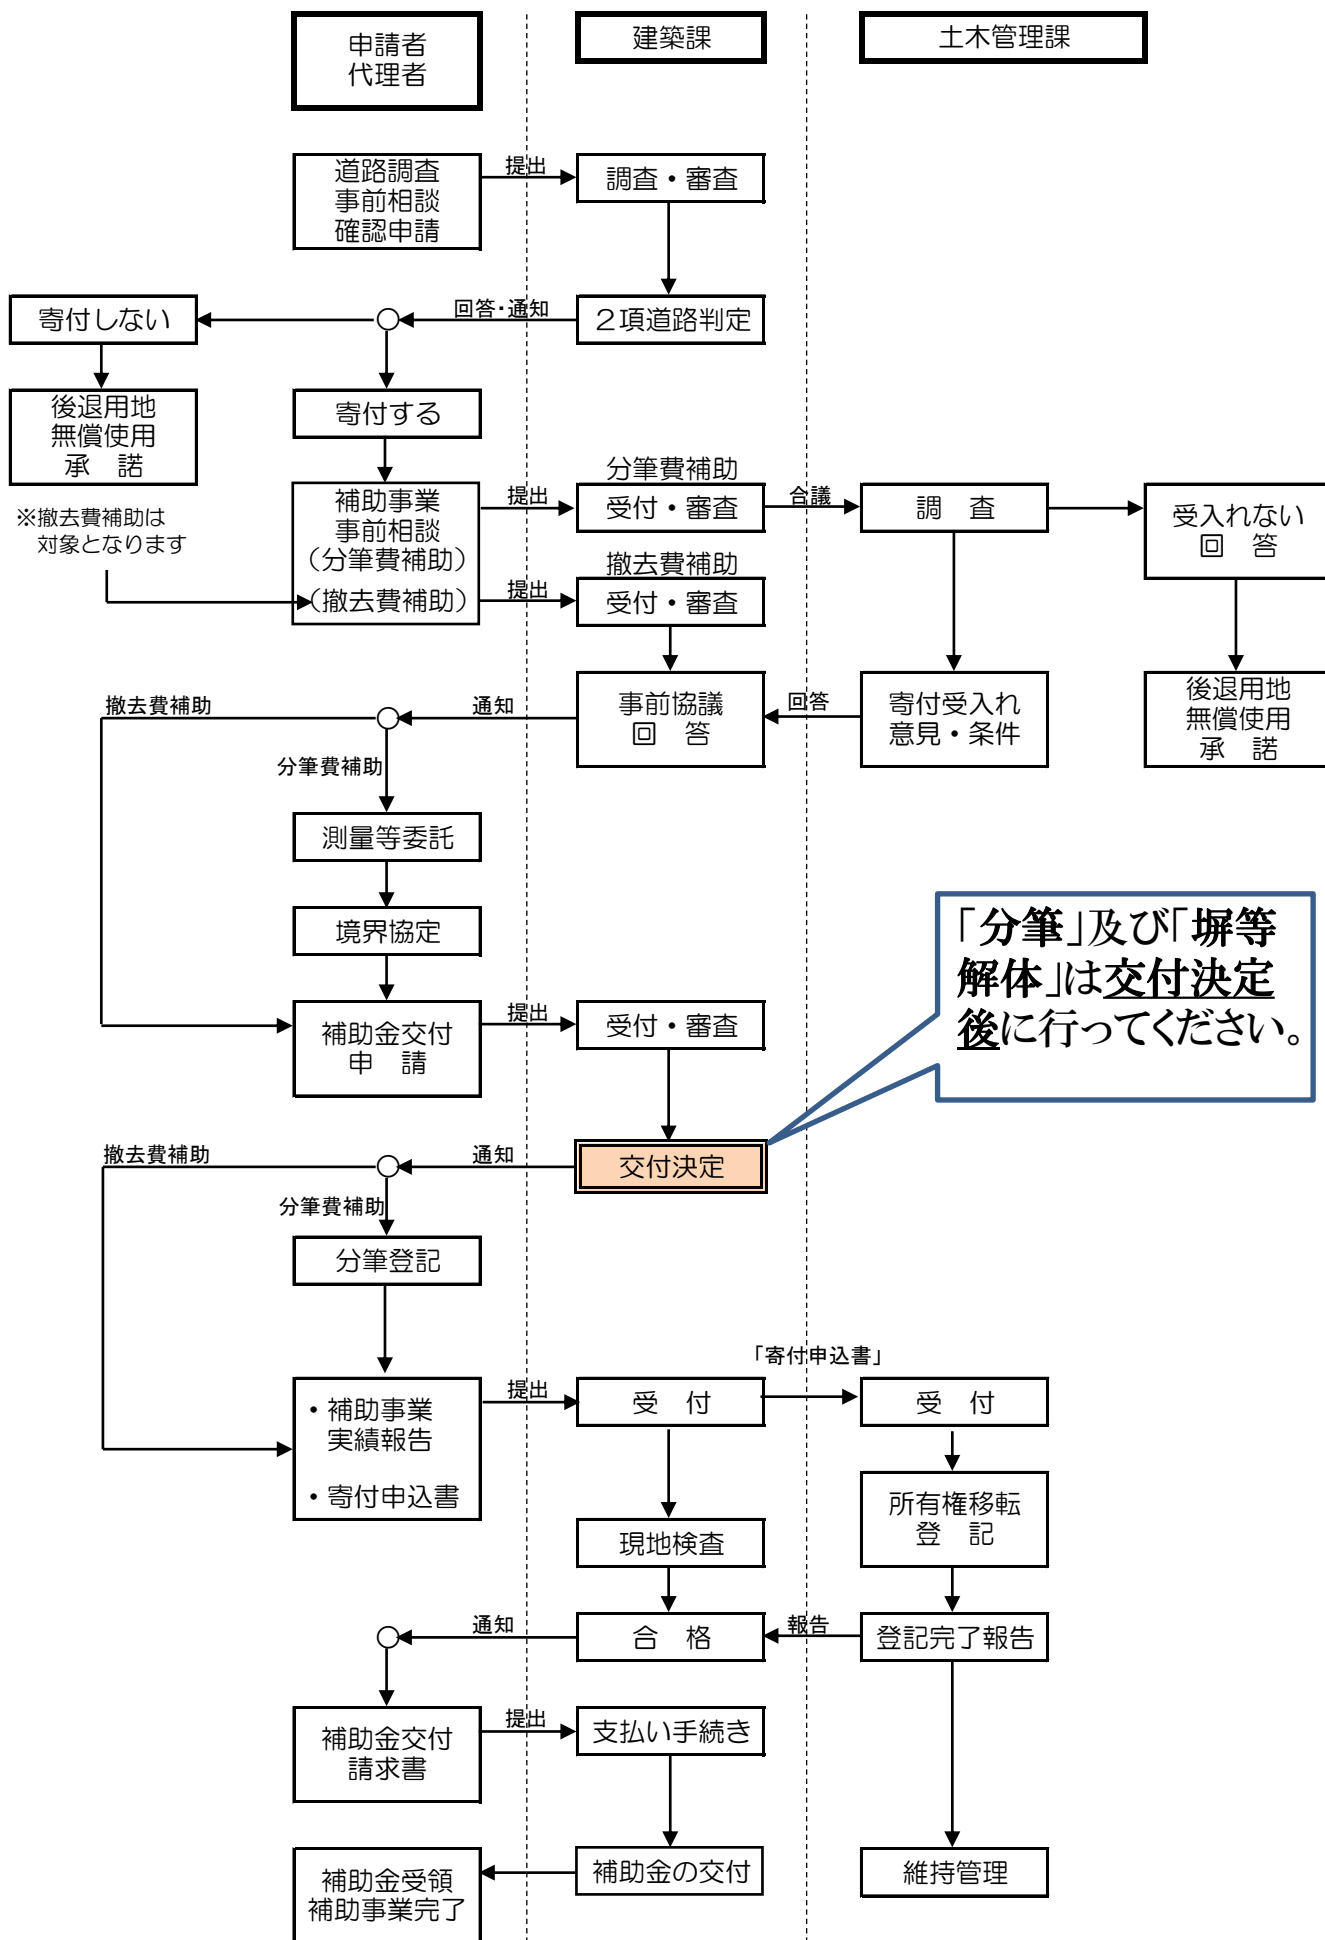 申請者
代理者
建築課
土木管理課
道路調査
事前相談
確認申請
提出
調査・審査
寄付しない
回答・通知
２項道路判定
後退用地
無償使用
承　諾
寄付する
※撤去費補助は
対象となります
補助事業
事前相談
（分筆費補助）
（撤去費補助）
提出
分筆費補助
受付・審査
合議
調　査
受入れない
回　答
提出
撤去費補助
受付・審査
撤去費補助
通知
事前協議
回　答
回答
寄付受入れ
意見・条件
後退用地
無償使用
承　諾
分筆費補助
測量等委託
境界協定
「分筆」及び「塀等
解体」は交付決定
後に行ってください。
補助金交付
申　請
提出
受付・審査
撤去費補助
通知
交付決定
分筆費補助
分筆登記
「寄付申込書」
・補助事業
実績報告
・寄付申込書
提出
受　付
受　付
所有権移転
登　記
現地検査
通知
合　格
報告
登記完了報告
補助金交付
請求書
提出
支払い手続き
補助金受領
補助事業完了
補助金の交付
維持管理